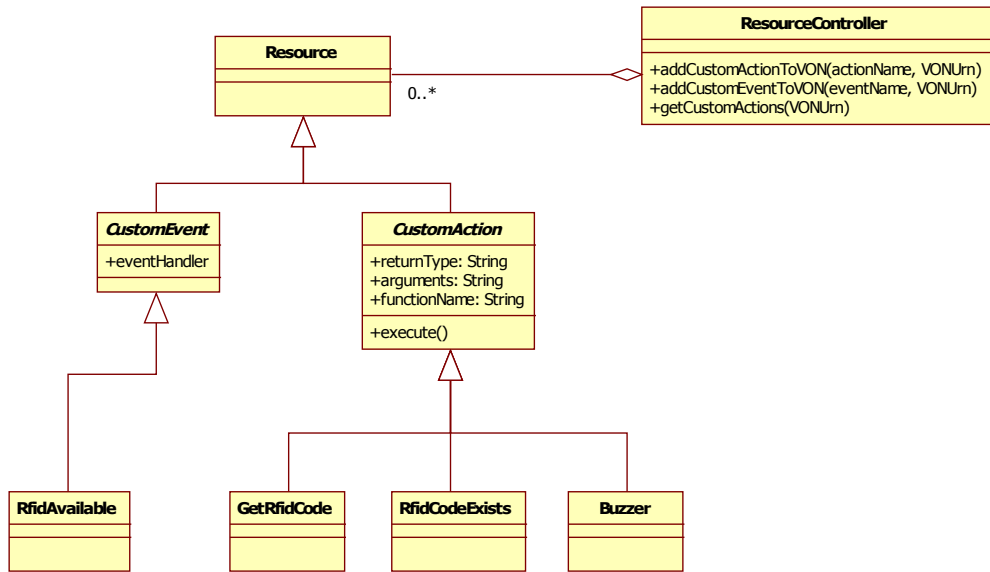 ResourceController
+addCustomActionToVON(actionName, VONUrn)
+addCustomEventToVON(eventName, VONUrn)
+getCustomActions(VONUrn)
Resource
0..*
CustomEvent
+eventHandler
CustomAction
+returnType: String
+arguments: String
+functionName: String
+execute()
RfidAvailable
GetRfidCode
RfidCodeExists
Buzzer